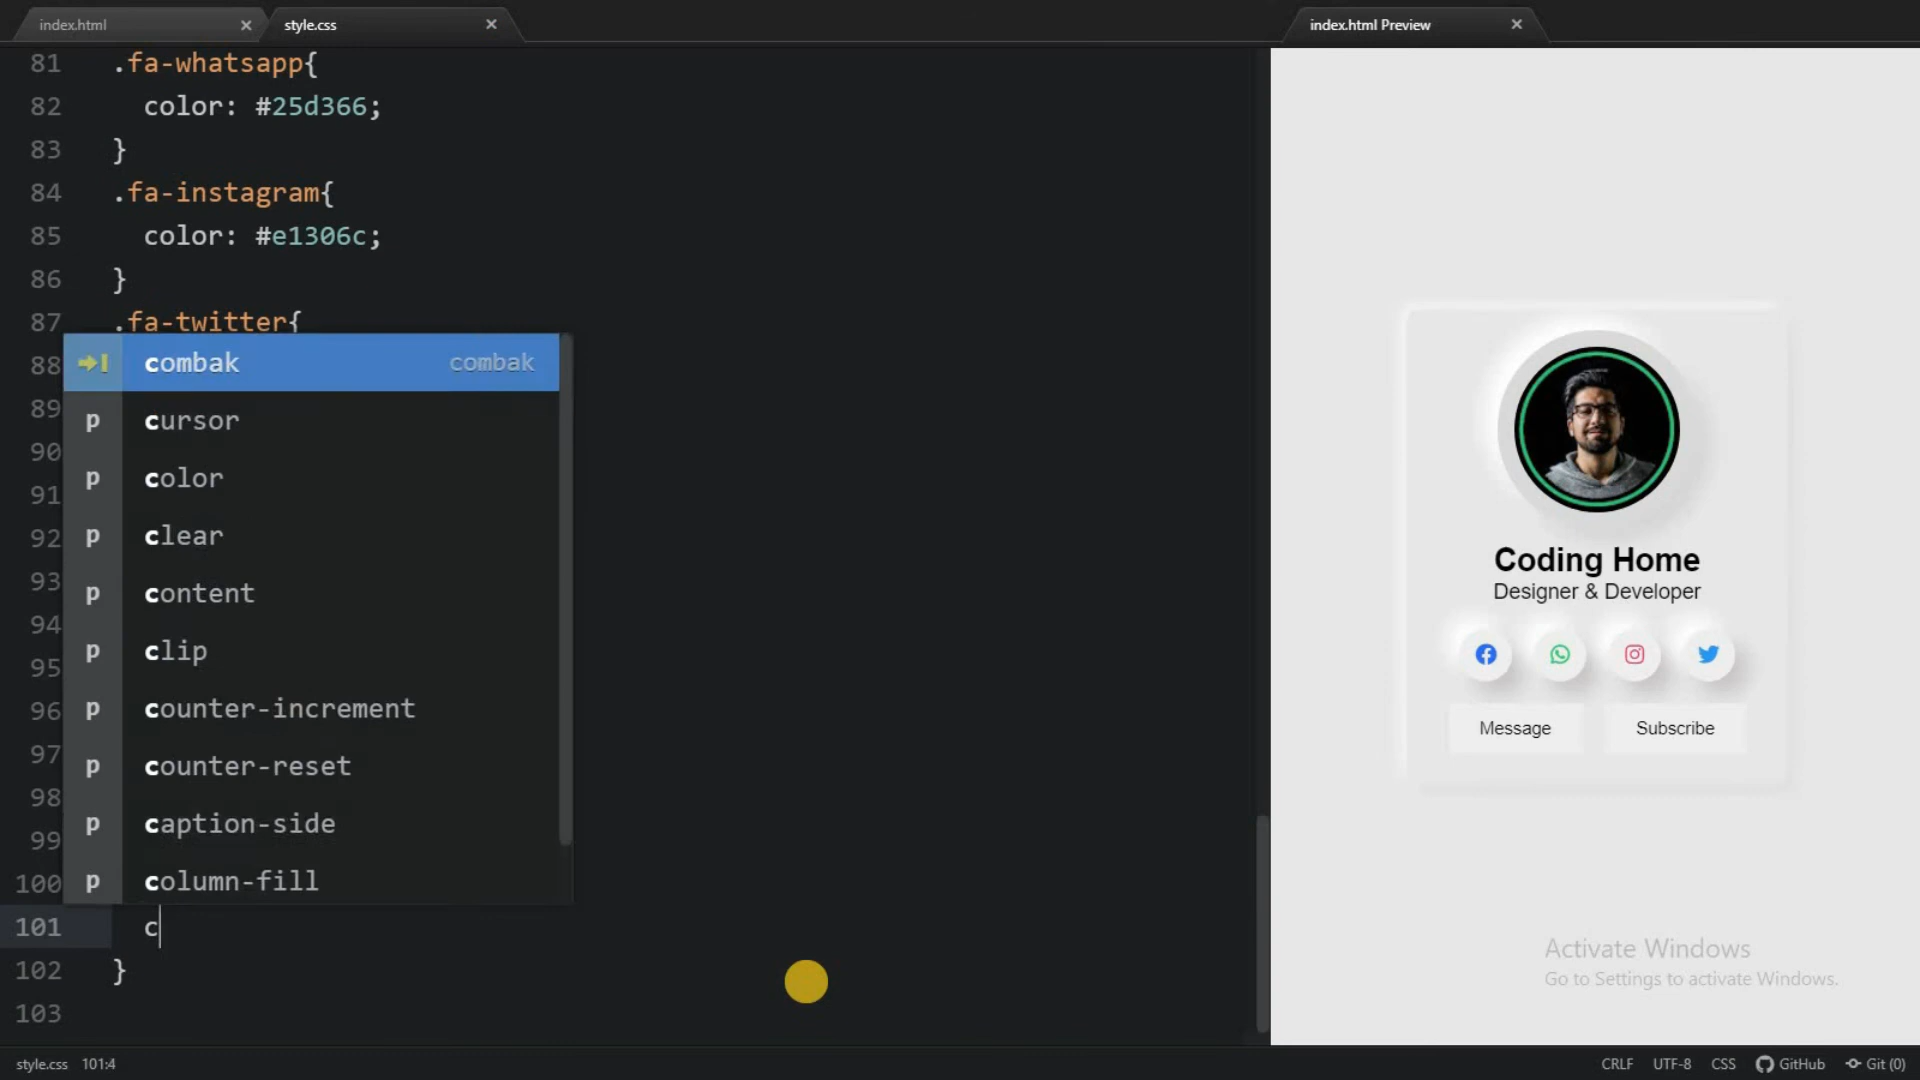 index.html
style.css
index.html Preview
81 .fa-whatsapp{
82 color: #25d366;
83 }
84 .fa-instagram{
85 color: #e1306c;
86 }
87 .fa-twitter{
88 combak combak
89 p cursor
90 p color
91
92 p clear
93 p content
94 p clip
95
96 p counter-increment
97 p counter-reset
98 p caption-side
99
100 p column-fill
101 c
102 }
103
Coding Home
Designer & Developer
Message Subscribe
Activate Windows
Go to Settings to activate Windows.
style.css 101:4
CRLF UTF-8 CSS GitHub Git (0)